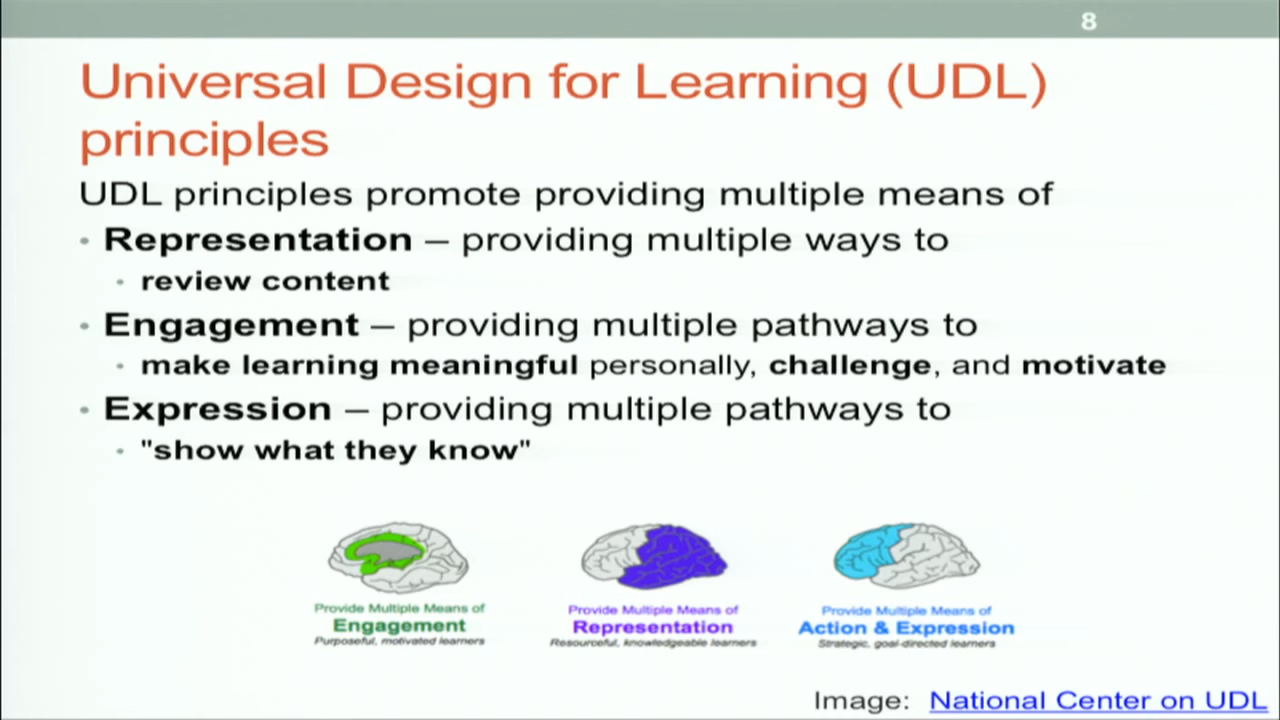 8
Universal Design for Learning (UDL)
principles
UDL principles promote providing multiple means of
• Representation – providing multiple ways to
• review content
• Engagement – providing multiple pathways to
• make learning meaningful personally, challenge, and motivate
• Expression – providing multiple pathways to
• "show what they know"
Provide Multiple Means of
Engagement
Purposeful, motivated learners
Provide Multiple Means of
Representation
Resourceful, knowledgeable learners
Provide Multiple Means of
Action & Expression
Strategic, goal-directed learners
Image: National Center on UDL